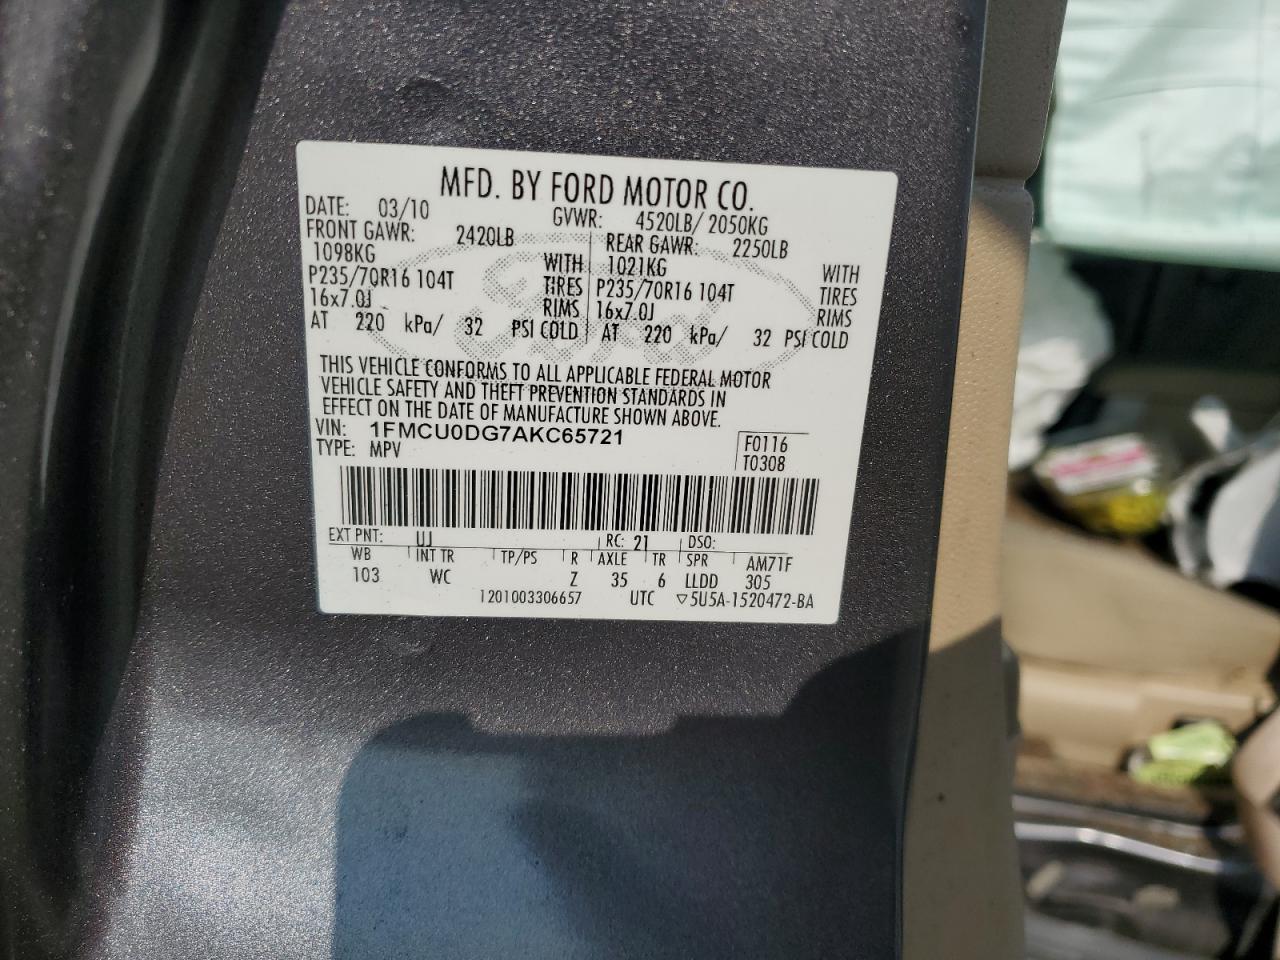 MFD. BY FORD MOTOR CO.
DATE: 03/10 GVWR: 4520LB/ 2050KG
FRONT GAWR: 2420LB REAR GAWR: 2250LB
1098KG WITH 1021KG WITH
P235/70R16 104T TIRES P235/70R16 104T TIRES
16x7.0J RIMS 16x7.0J RIMS
AT 220 kPa/ 32 PSI COLD AT 220 kPa/ 32 PSI COLD
Ford
THIS VEHICLE CONFORMS TO ALL APPLICABLE FEDERAL MOTOR
VEHICLE SAFETY AND THEFT PREVENTION STANDARDS IN
EFFECT ON THE DATE OF MANUFACTURE SHOWN ABOVE.
VIN: 1FMCU0DG7AKC65721 F0116
TYPE: MPV T0308
EXT PNT: UJ RC: 21 DSO:
WB INT TR TP/PS R AXLE TR SPR AM71F
103 WC Z 35 6 LLDD 305
1201003306657 UTC ▽5U5A-1520472-BA